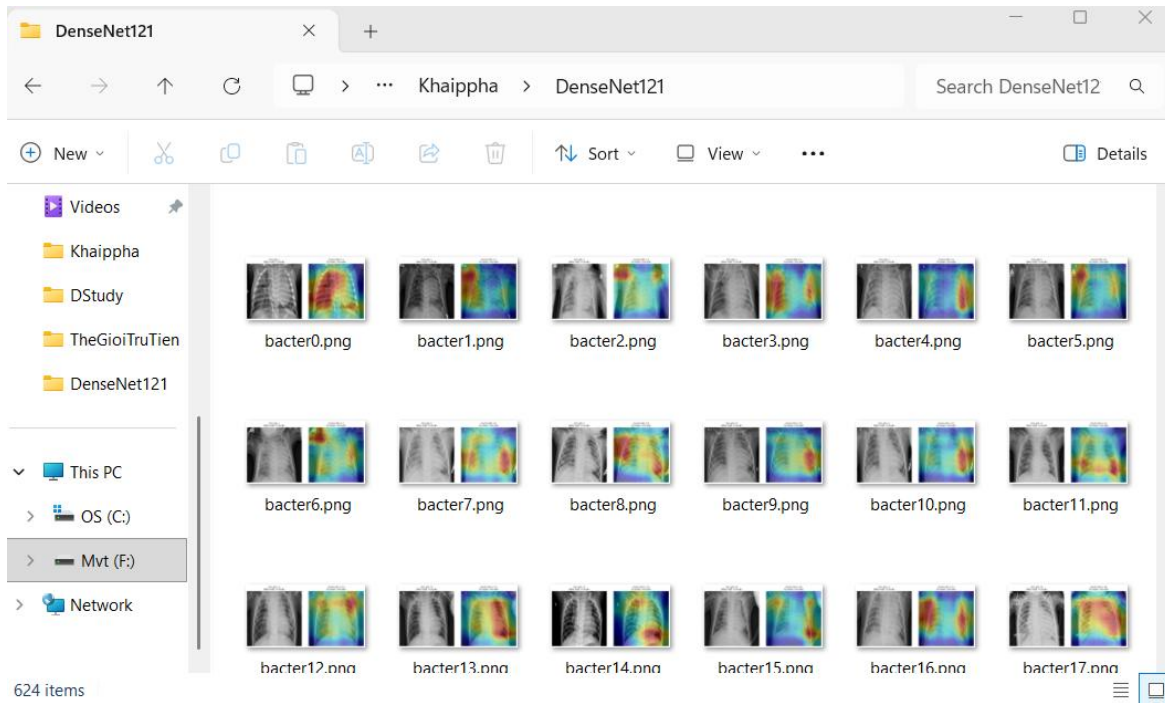 DenseNet121
Khaippha > DenseNet121
Search DenseNet12
New
Sort
View
Details
Videos
Khaippha
DStudy
TheGioiTruTien
DenseNet121
This PC
OS (C:)
Mvt (F:)
Network
bacter0.png bacter1.png bacter2.png bacter3.png bacter4.png bacter5.png
bacter6.png bacter7.png bacter8.png bacter9.png bacter10.png bacter11.png
bacter12.png bacter13.png bacter14.png bacter15.png bacter16.png bacter17.png
624 items